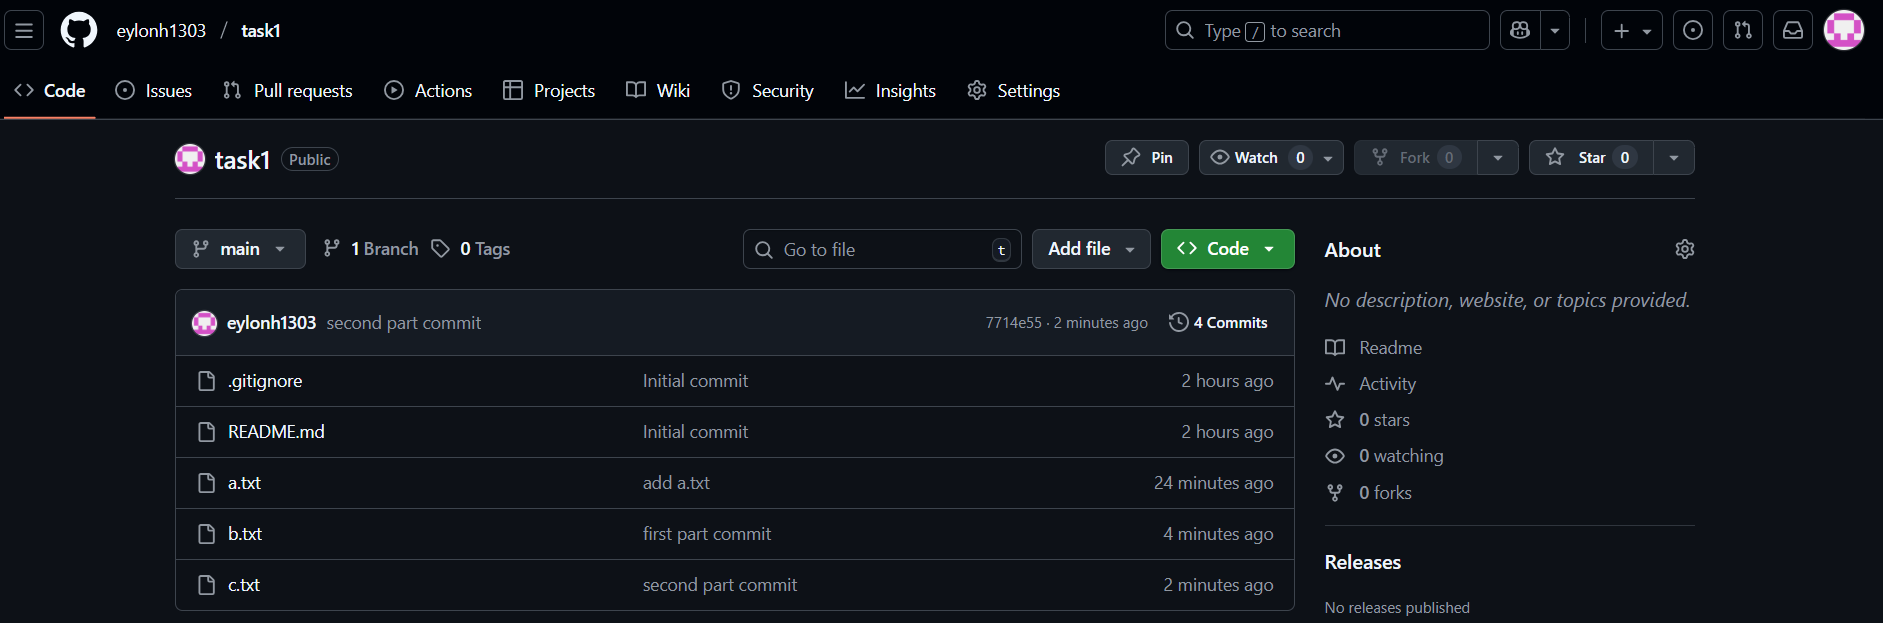 eylonh1303 / task1
Type / to search
Code Issues Pull requests Actions Projects Wiki Security Insights Settings
task1 Public
Pin Watch 0 Fork 0 Star 0
main 1 Branch 0 Tags
Go to file t Add file Code
eylonh1303 second part commit 7714e55 · 2 minutes ago 4 Commits
.gitignore Initial commit 2 hours ago
README.md Initial commit 2 hours ago
a.txt add a.txt 24 minutes ago
b.txt first part commit 4 minutes ago
c.txt second part commit 2 minutes ago
About
No description, website, or topics provided.
Readme
Activity
0 stars
0 watching
0 forks
Releases
No releases published